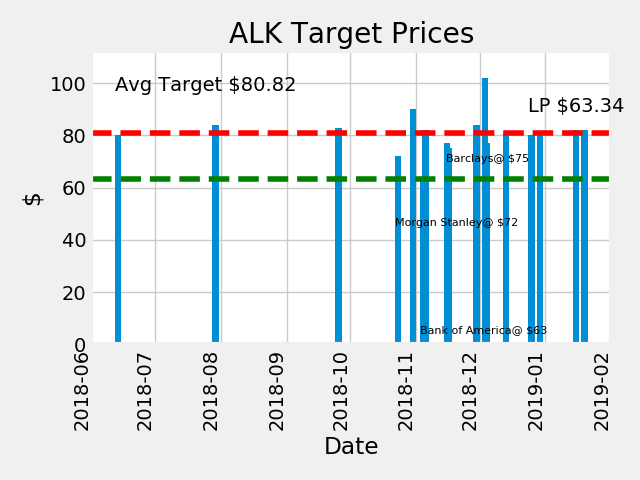 ALK Target Prices
Avg Target $80.82
LP $63.34
Barclays@ $75
Morgan Stanley@ $72
Bank of America@ $63
100
80
60
40
20
0
$
2018-06
2018-07
2018-08
2018-09
2018-10
2018-11
2018-12
2019-01
2019-02
Date